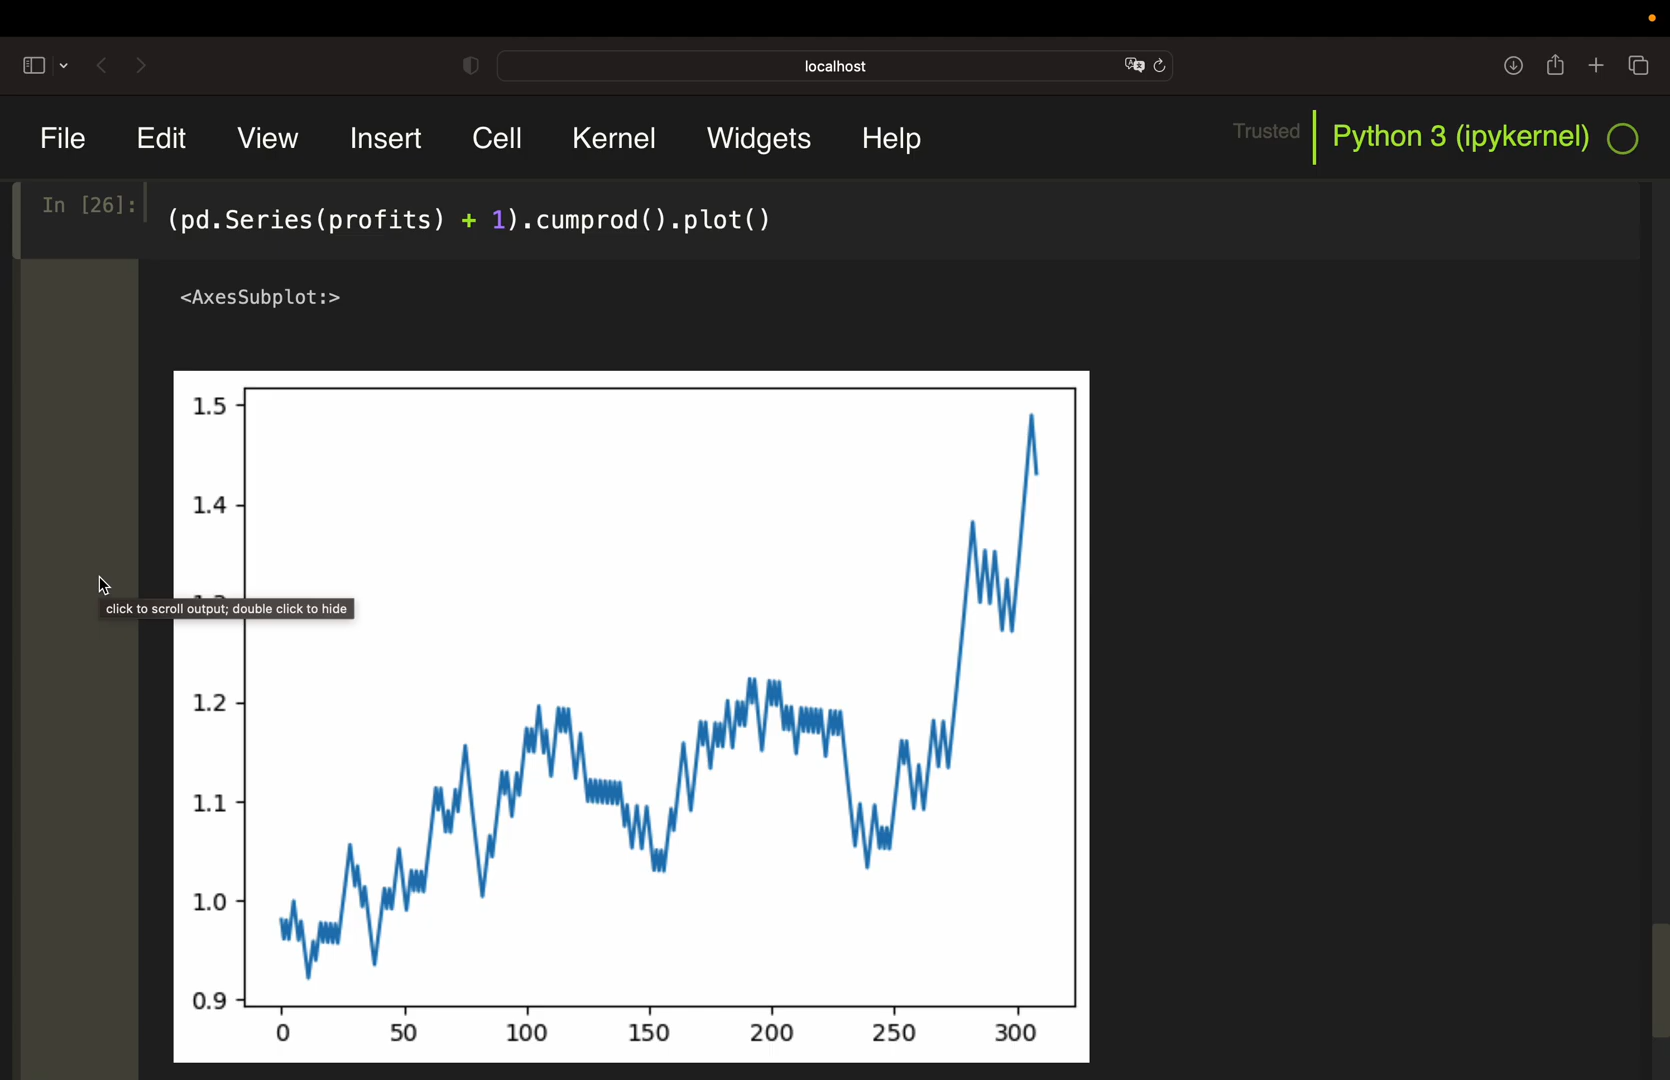 localhost
File Edit View Insert Cell Kernel Widgets Help Trusted Python 3 (ipykernel)
In [26]: (pd.Series(profits) + 1).cumprod().plot()
<AxesSubplot:>
1.5
1.4
click to scroll output; double click to hide
1.2
1.1
1.0
0.9
0 50 100 150 200 250 300